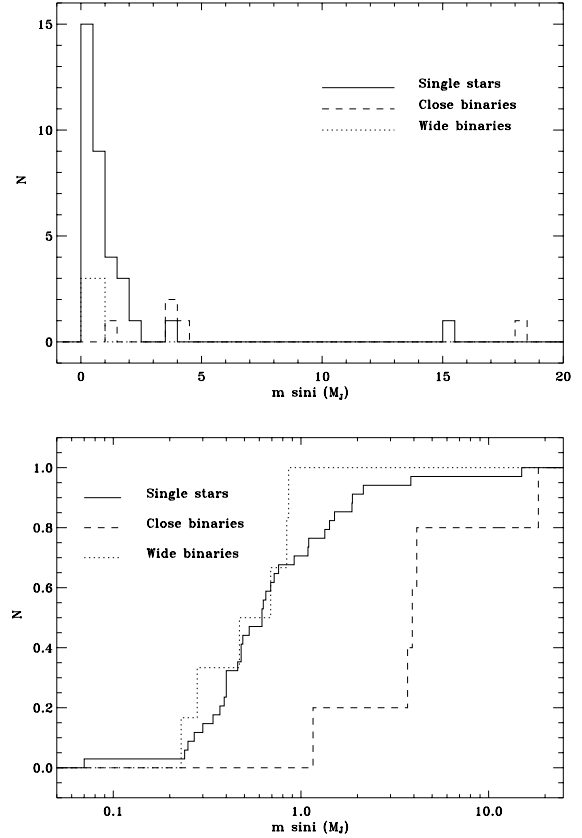 15
10
5
0
N
Single stars
Close binaries
Wide binaries
0
5
10
15
20
m sini (M_J)
1.0
0.8
0.6
0.4
0.2
0.0
N
Single stars
Close binaries
Wide binaries
0.1
1.0
10.0
m sini (M_J)